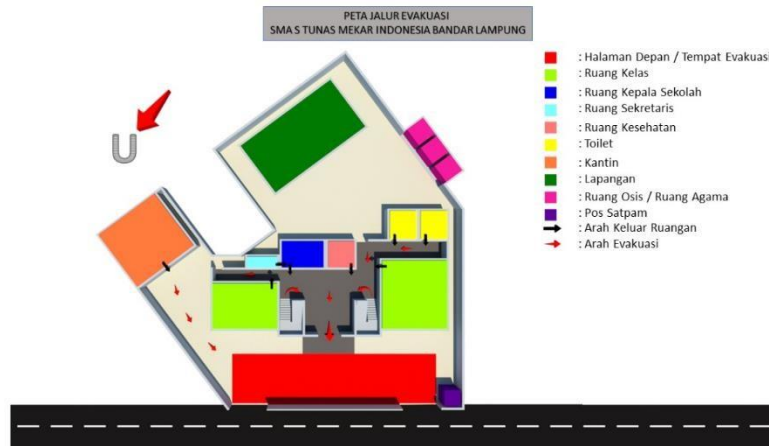 PETA JALUR EVAKUASI
SMA S TUNAS MEKAR INDONESIA BANDAR LAMPUNG
U
: Halaman Depan / Tempat Evakuasi
: Ruang Kelas
: Ruang Kepala Sekolah
: Ruang Sekretaris
: Ruang Kesehatan
: Toilet
: Kantin
: Lapangan
: Ruang Osis / Ruang Agama
: Pos Satpam
: Arah Keluar Ruangan
: Arah Evakuasi